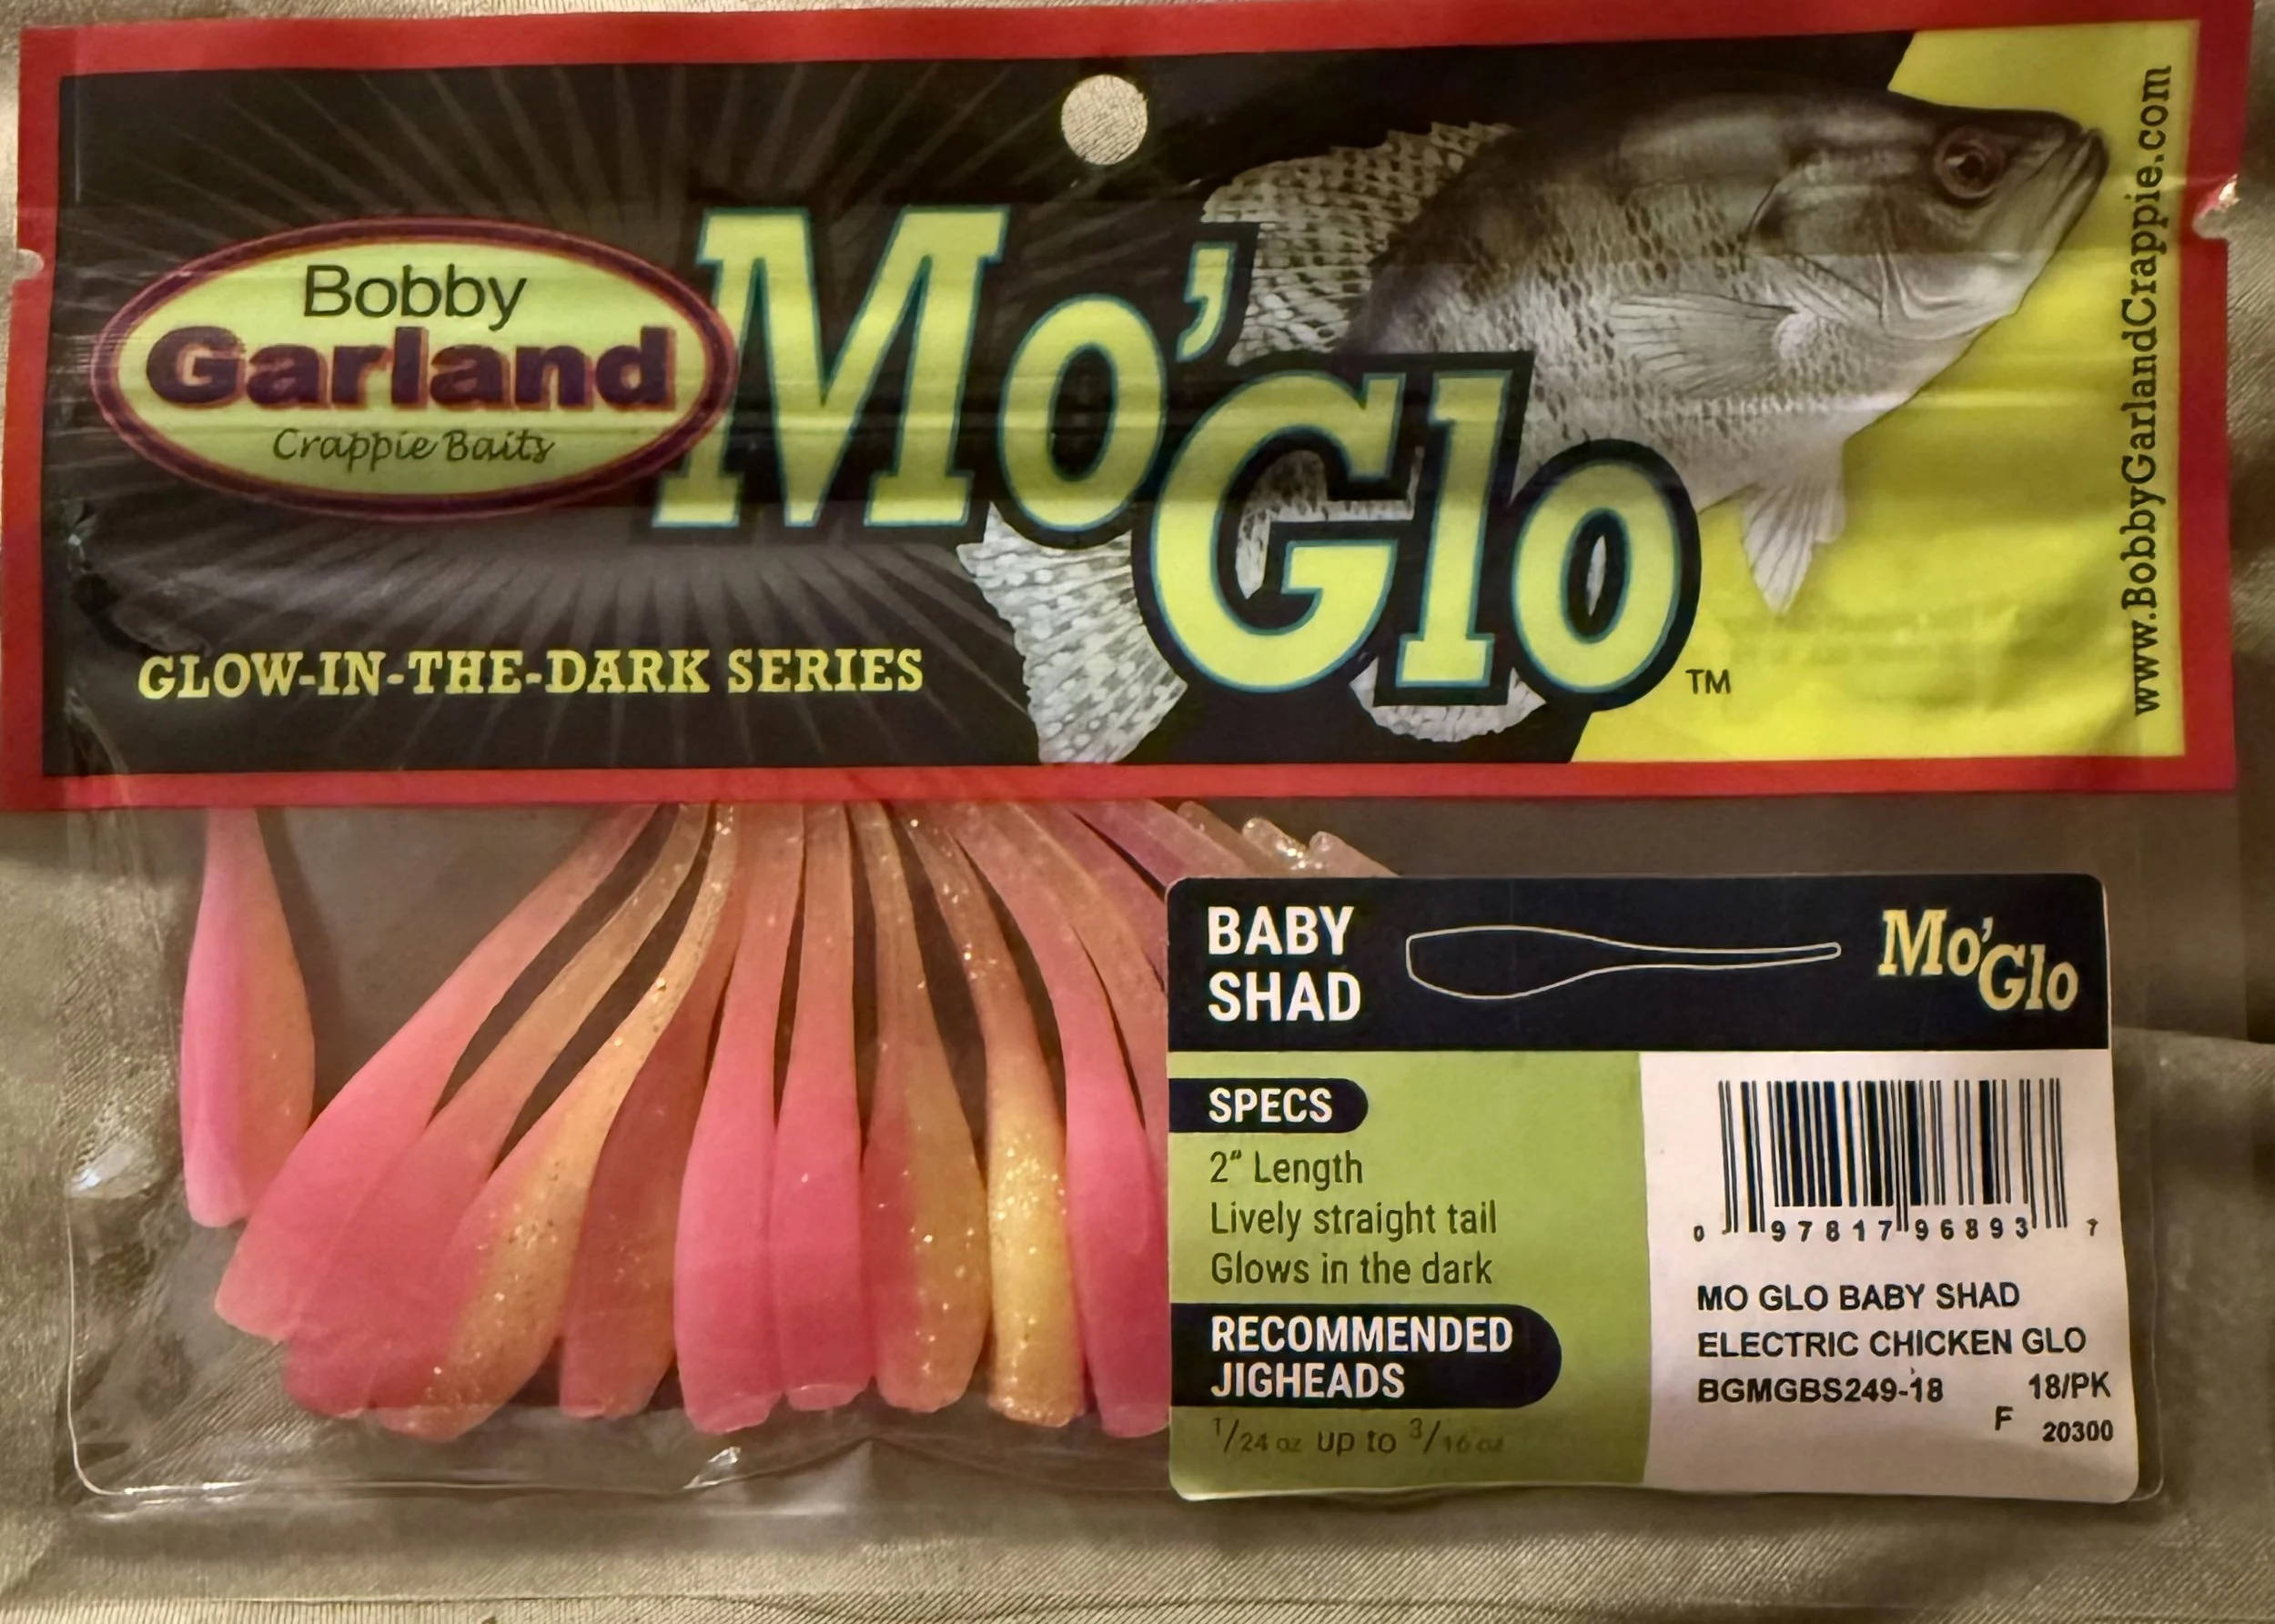 Bobby
Garland
Crappie Baits
Mo'
Glo
TM
GLOW-IN-THE-DARK SERIES
www.BobbyGarlandCrappie.com
BABY
SHAD
Mo'Glo
SPECS
2" Length
Lively straight tail
Glows in the dark
RECOMMENDED
JIGHEADS
1/24 oz up to 3/16 oz
0 97817 96893 7
MO GLO BABY SHAD
ELECTRIC CHICKEN GLO
BGMGBS249-18 18/PK
F 20300